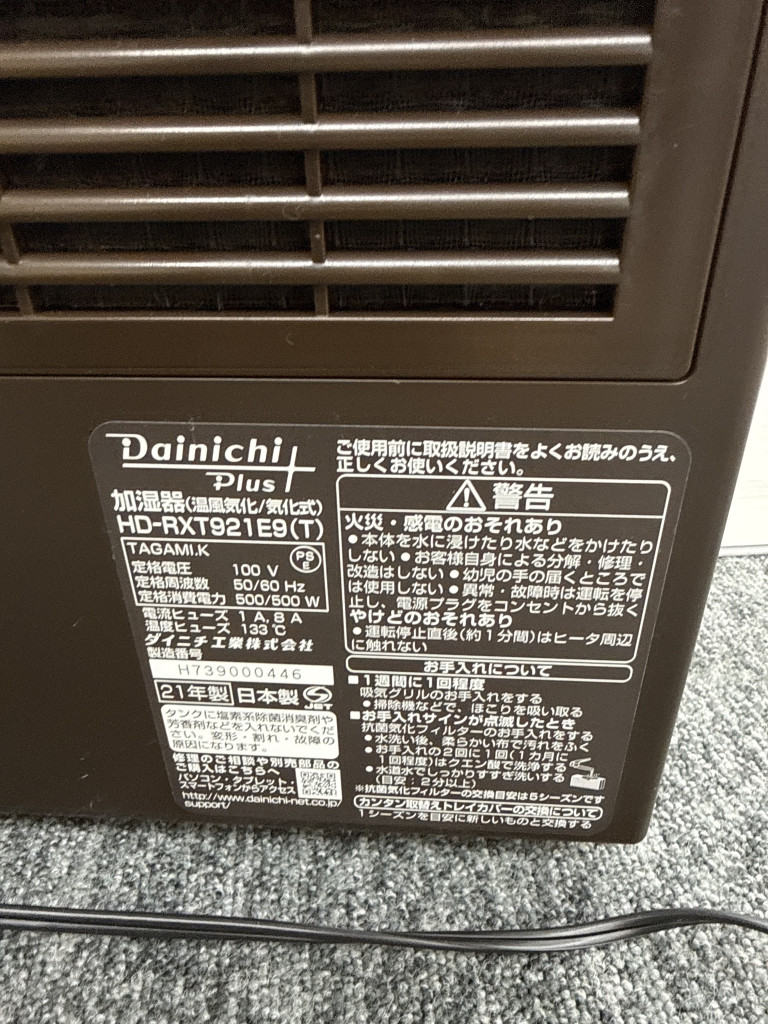 Dainichi
Plus
加湿器(温風気化/気化式)
HD-RXT921E9(T)
TAGAMI.K
PS
E
定格電圧 100 V
定格周波数 50/60 Hz
定格消費電力 500/500 W
電流ヒューズ 1 A, 8 A
温度ヒューズ 133℃
ダイニチ工業株式会社
製造番号
H739000446
21年製 日本製 JET
タンクに塩素系除菌消臭剤や
芳香剤などを入れないでくだ
さい。変形・割れ・故障の
原因になります。
修理のご相談や別売部品の
ご購入はこちらへ
パソコン・タブレット・
スマートフォンからアクセス
http://www.dainichi-net.co.jp/
support/
ご使用前に取扱説明書をよくお読みのうえ、
正しくお使いください。
警告
火災・感電のおそれあり
●本体を水に浸けたり水などをかけたり
しない ●お客様自身による分解・修理・
改造はしない ●幼児の手の届くところで
は使用しない ●異常・故障時は運転を停
止し、電源プラグをコンセントから抜く
やけどのおそれあり
●運転停止直後(約1分間)はヒータ周辺
に触れない
お手入れについて
■1週間に1回程度
吸気グリルのお手入れをする
●掃除機などで、ほこりを吸い取る
■お手入れサインが点滅したとき
抗菌気化フィルターのお手入れをする
●水洗い後、柔らかい布で汚れをふく
●お手入れの2回に1回(1カ月に
1回程度)はクエン酸で洗浄する
●水道水でしっかりすすぎ洗いする
(目安:2分以上)
※抗菌気化フィルターの交換目安は5シーズンです
カンタン取替えトレイカバーの交換について
1シーズンを目安に新しいものと交換する